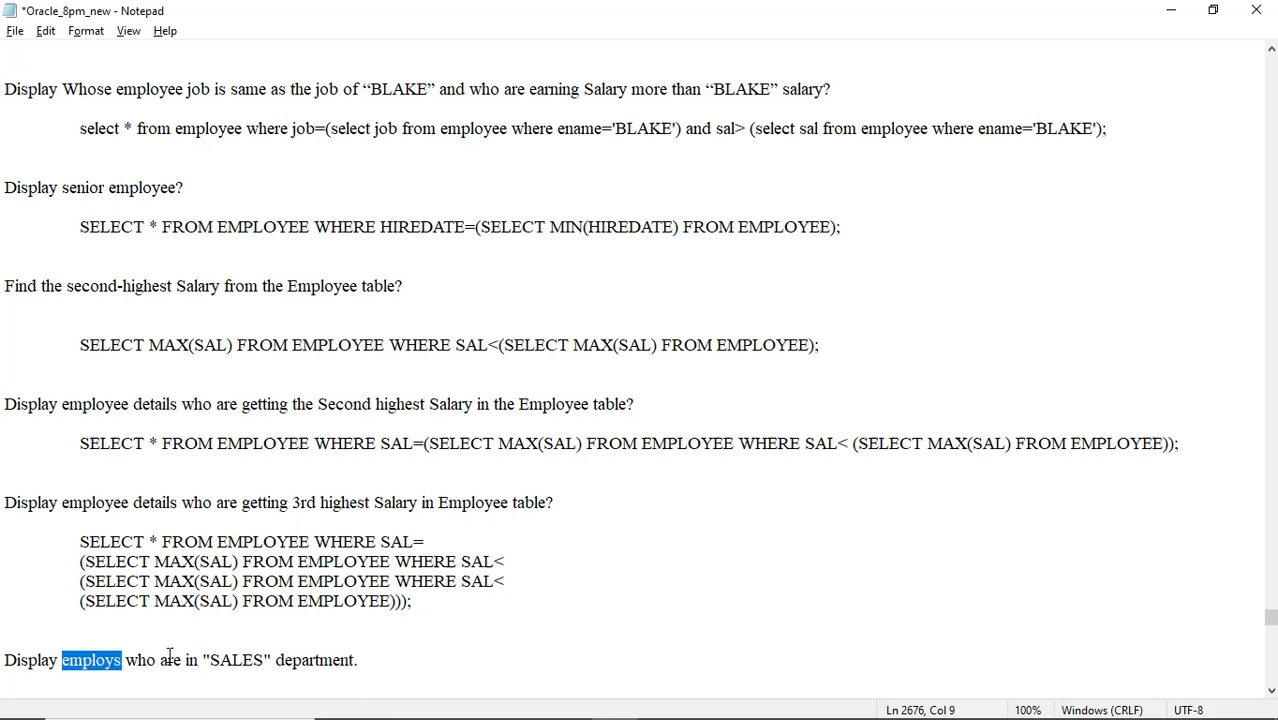 *Oracle_8pm_new - Notepad
File Edit Format View Help
Display Whose employee job is same as the job of “BLAKE” and who are earning Salary more than “BLAKE” salary?
select * from employee where job=(select job from employee where ename='BLAKE') and sal> (select sal from employee where ename='BLAKE');
Display senior employee?
SELECT * FROM EMPLOYEE WHERE HIREDATE=(SELECT MIN(HIREDATE) FROM EMPLOYEE);
Find the second-highest Salary from the Employee table?
SELECT MAX(SAL) FROM EMPLOYEE WHERE SAL<(SELECT MAX(SAL) FROM EMPLOYEE);
Display employee details who are getting the Second highest Salary in the Employee table?
SELECT * FROM EMPLOYEE WHERE SAL=(SELECT MAX(SAL) FROM EMPLOYEE WHERE SAL< (SELECT MAX(SAL) FROM EMPLOYEE));
Display employee details who are getting 3rd highest Salary in Employee table?
SELECT * FROM EMPLOYEE WHERE SAL=
(SELECT MAX(SAL) FROM EMPLOYEE WHERE SAL<
(SELECT MAX(SAL) FROM EMPLOYEE WHERE SAL<
(SELECT MAX(SAL) FROM EMPLOYEE)));
Display employs who are in "SALES" department.
Ln 2676, Col 9 100% Windows (CRLF) UTF-8